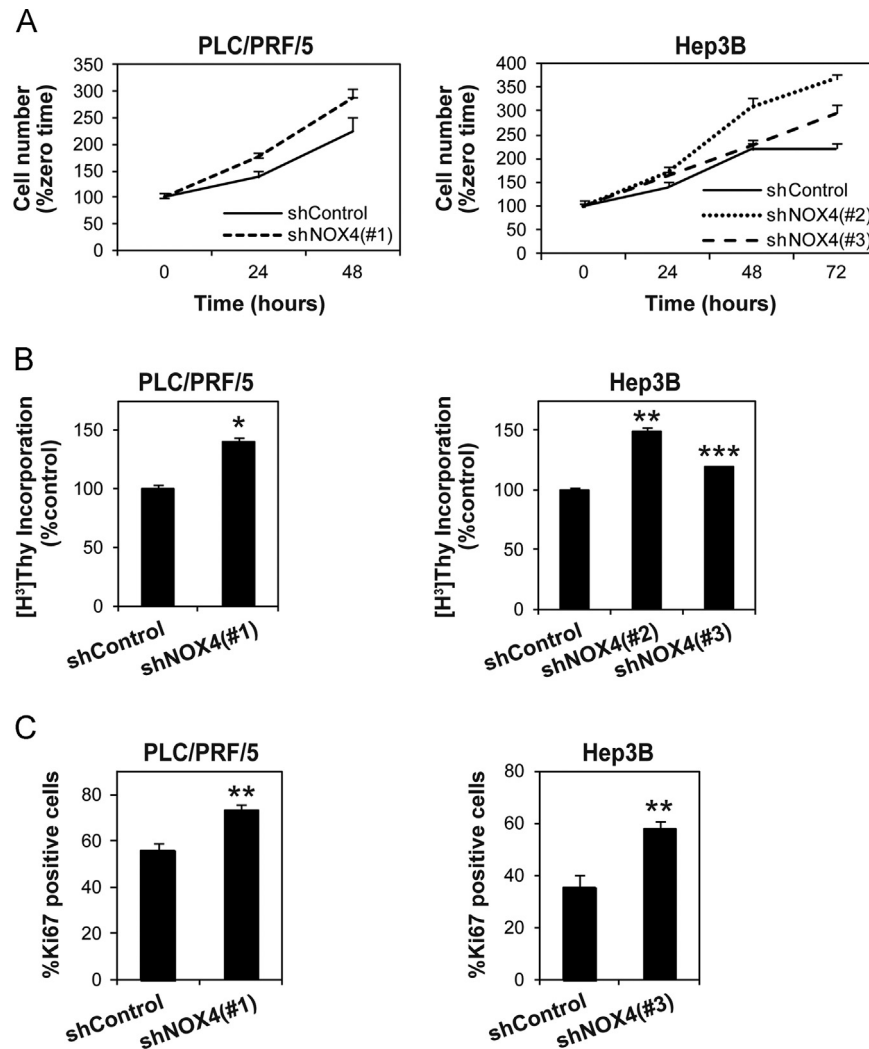 A
PLC/PRF/5
Cell number
(%zero time)
350
300
250
200
150
100
50
0
shControl
shNOX4(#1)
0 24 48
Time (hours)
Hep3B
Cell number
(%zero time)
400
350
300
250
200
150
100
50
0
shControl
shNOX4(#2)
shNOX4(#3)
0 24 48 72
Time (hours)
B
PLC/PRF/5
[H³]Thy Incorporation
(%control)
150
100
50
0
*
shControl
shNOX4(#1)
Hep3B
[H³]Thy Incorporation
(%control)
150
100
50
0
**
***
shControl
shNOX4(#2)
shNOX4(#3)
C
PLC/PRF/5
%Ki67 positive cells
80
60
40
20
0
**
shControl
shNOX4(#1)
Hep3B
%Ki67 positive cells
80
60
40
20
0
**
shControl
shNOX4(#3)